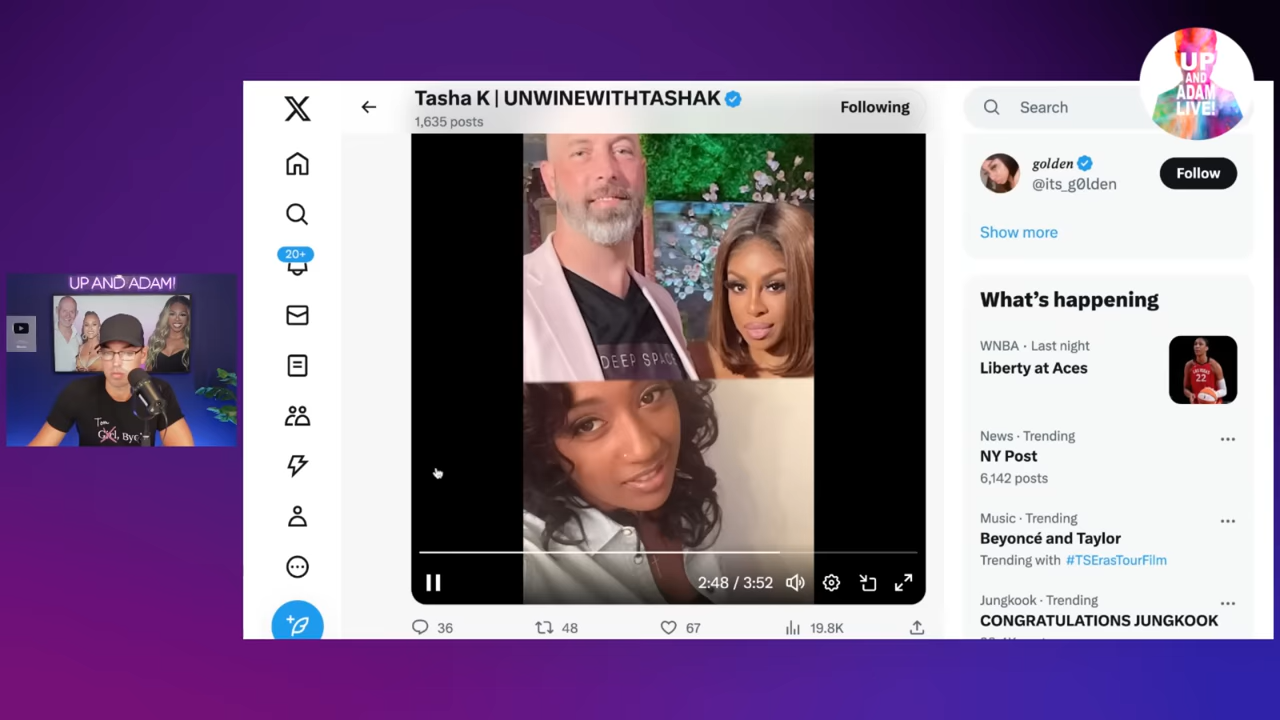 UP
AND
ADAM
LIVE!
Tasha K | UNWINEWITHTASHAK
1,635 posts
Following
Search
golden
@its_g0lden
Follow
Show more
20+
UP AND ADAM!
Girl, Bye
DEEP SPACE
What's happening
WNBA · Last night
Liberty at Aces
22
News · Trending
NY Post
6,142 posts
Music · Trending
Beyoncé and Taylor
Trending with #TSErasTourFilm
Jungkook · Trending
CONGRATULATIONS JUNGKOOK
2:48 / 3:52
36
48
67
19.8K